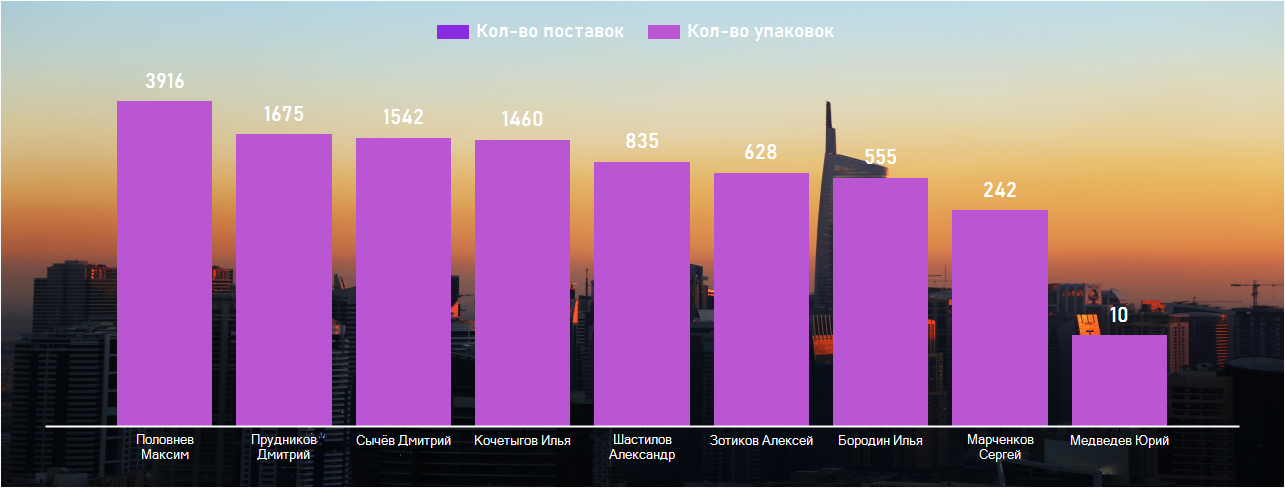 Кол-во поставок Кол-во упаковок
3916
1675
1542
1460
835
628
555
242
10
Половнев
Максим
Прудников
Дмитрий
Сычёв Дмитрий
Кочетыгов Илья
Шастилов
Александр
Зотиков Алексей
Бородин Илья
Марченков
Сергей
Медведев Юрий